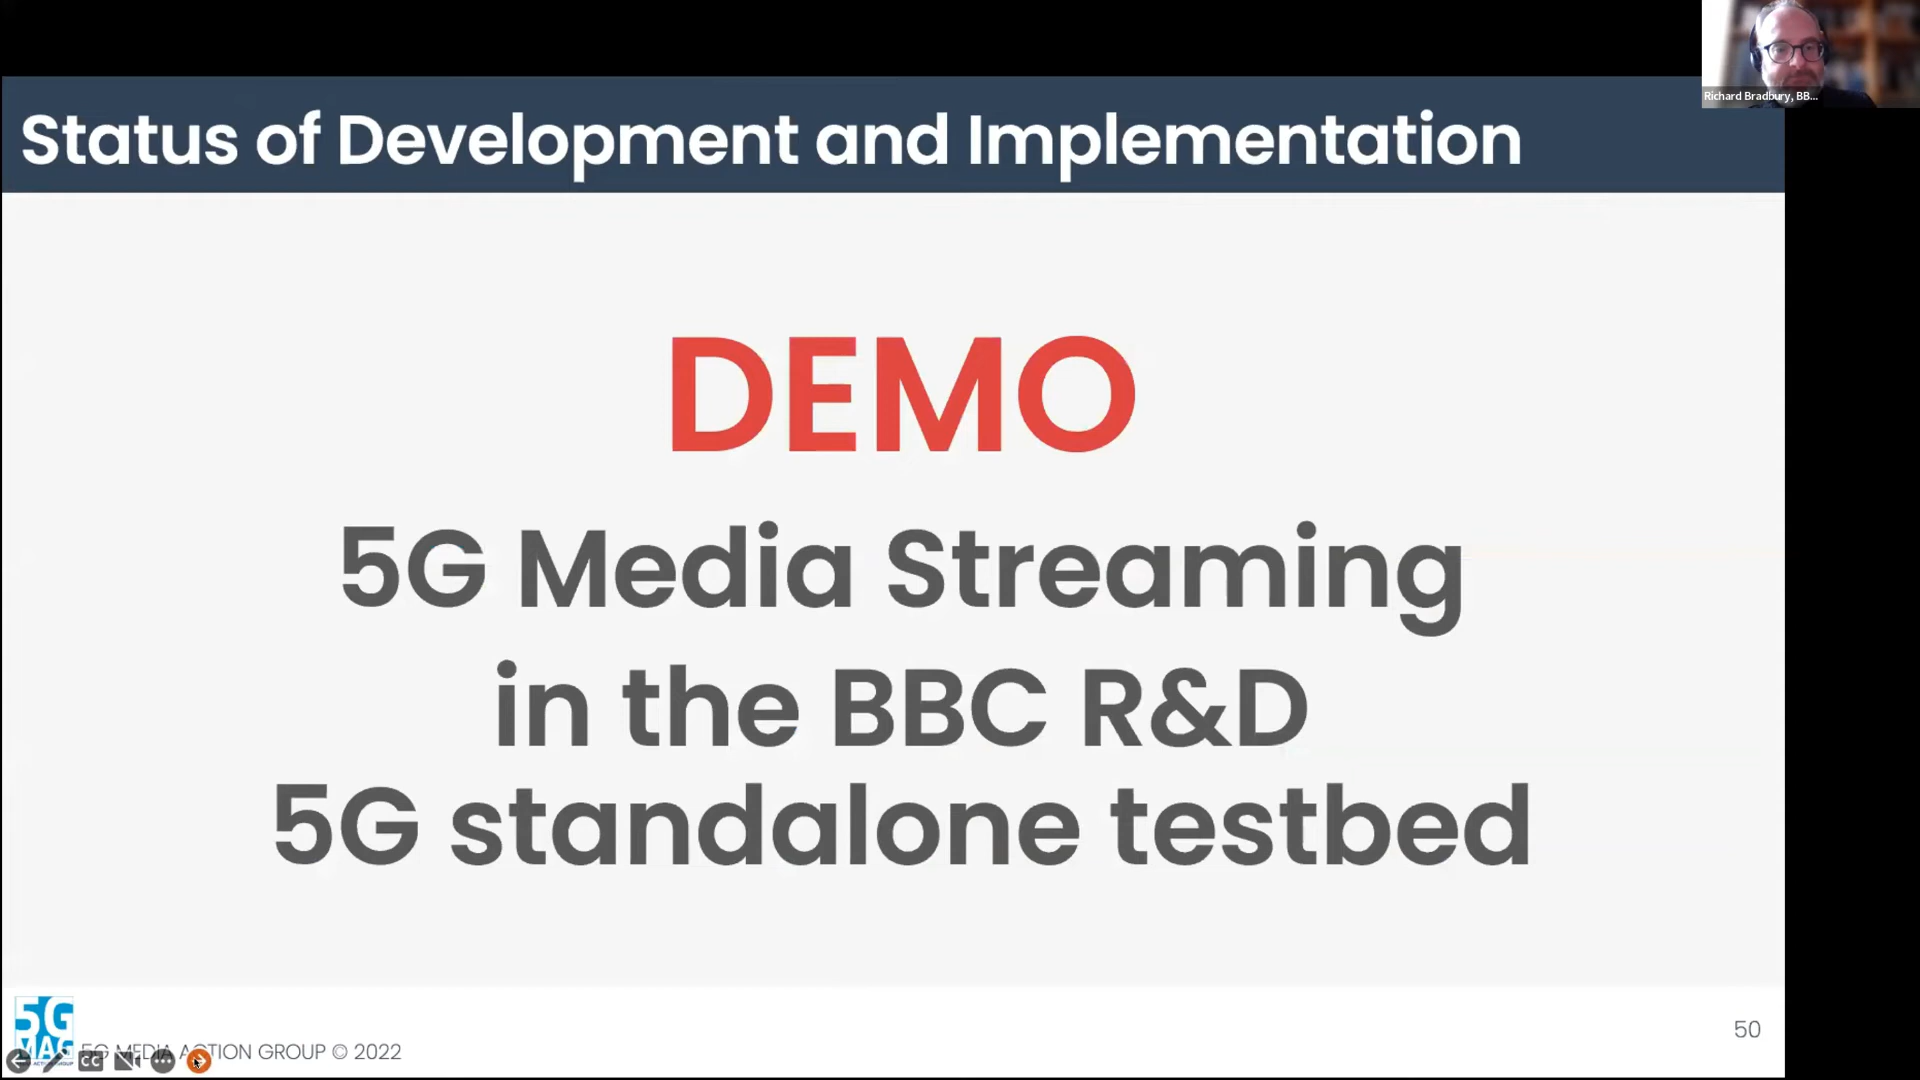 Richard Bradbury, BB...
Status of Development and Implementation
DEMO
5G Media Streaming
in the BBC R&D
5G standalone testbed
5G
MAG
5G MEDIA ACTION GROUP © 2022
CC
50